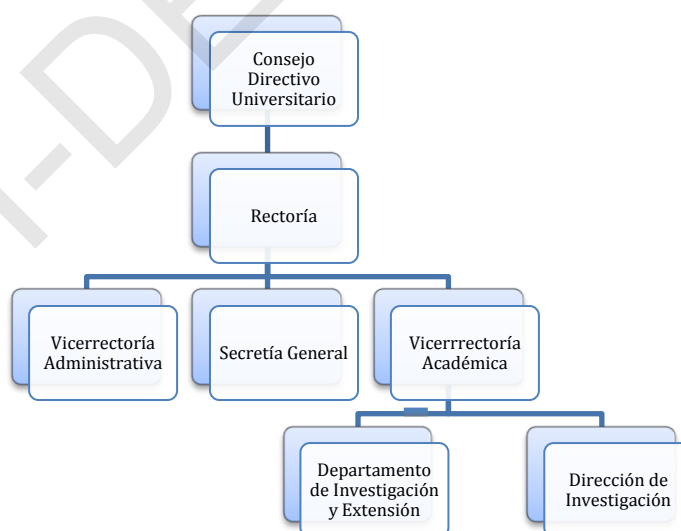 Consejo
Directivo
Universitario
Rectoría
Vicerrectoría
Administrativa
Secretía General
Vicerrrectoría
Académica
Departamento
de Investigación
y Extensión
Dirección de
Investigación